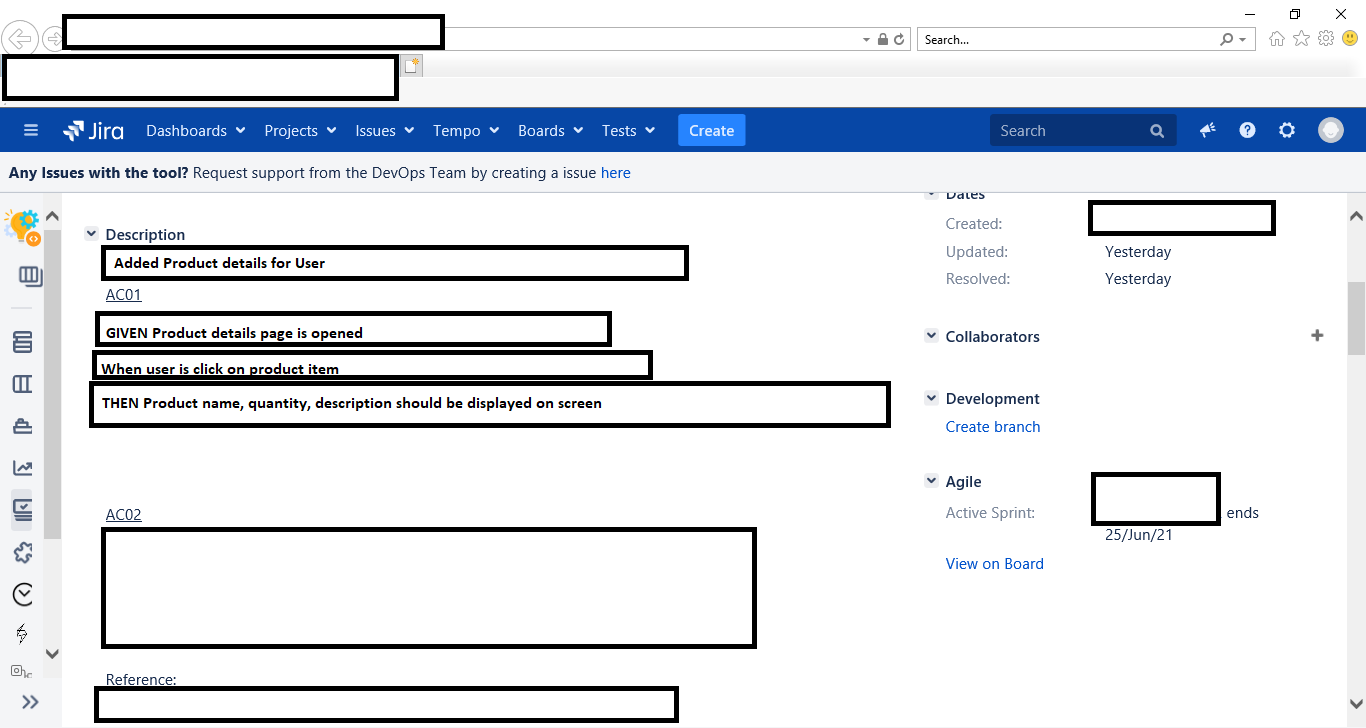 Search...
Jira Dashboards Projects Issues Tempo Boards Tests Create Search
Any Issues with the tool? Request support from the DevOps Team by creating a issue here
Dates
Created:
Updated: Yesterday
Resolved: Yesterday
Description
Added Product details for User
AC01
GIVEN Product details page is opened
When user is click on product item
THEN Product name, quantity, description should be displayed on screen
AC02
Reference:
Collaborators
Development
Create branch
Agile
Active Sprint: ends
25/Jun/21
View on Board